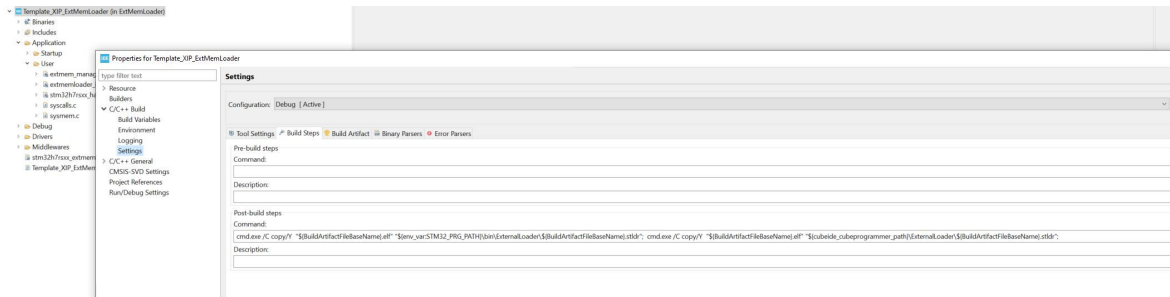 Template_XIP_ExtMemLoader (in ExtMemLoader)
Binaries
Includes
Application
Startup
User
extmem_manag
extmemloader_
stm32h7rsxx_ha
syscalls.c
sysmem.c
Debug
Drivers
Middlewares
stm32h7rsxx_extmem
Template_XIP_ExtMem
IDE Properties for Template_XIP_ExtMemLoader
type filter text
Resource
Builders
C/C++ Build
Build Variables
Environment
Logging
Settings
C/C++ General
CMSIS-SVD Settings
Project References
Run/Debug Settings
Settings
Configuration: Debug [ Active ]
Tool Settings Build Steps Build Artifact Binary Parsers Error Parsers
Pre-build steps
Command:
Description:
Post-build steps
Command:
cmd.exe /C copy/Y "${BuildArtifactFileBaseName}.elf" "${env_var:STM32_PRG_PATH}\bin\ExternalLoader\${BuildArtifactFileBaseName}.stldr"; cmd.exe /C copy/Y "${BuildArtifactFileBaseName}.elf" "${cubeide_cubeprogrammer_path}\ExternalLoader\${BuildArtifactFileBaseName}.stldr";
Description: